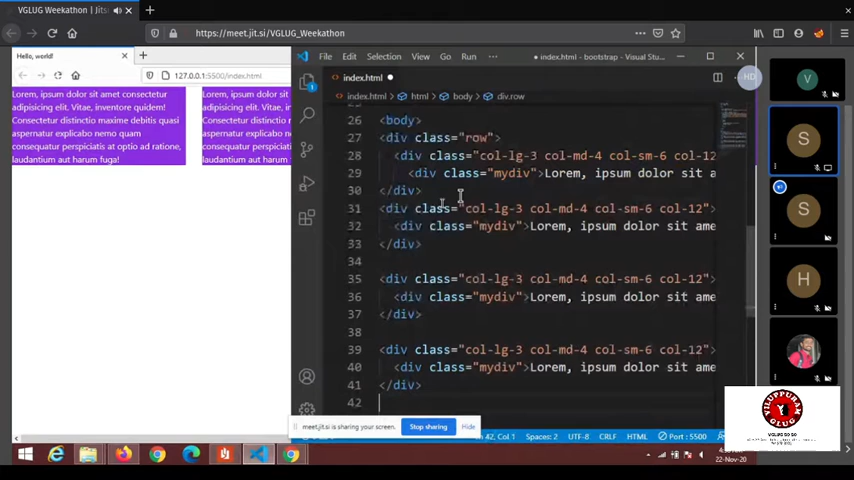 VGLUG Weekathon | Jits
https://meet.jit.si/VGLUG_Weekathon
Hello, world!
127.0.0.1:5500/index.html
Lorem, ipsum dolor sit amet consectetur
adipisicing elit. Vitae, inventore quidem!
Consectetur distinctio maxime debitis quasi
aspernatur explicabo nemo quam
consequatur perspiciatis at optio ad ratione,
laudantium aut harum fuga!
Lorem, ipsum dolor s
adipisicing elit. Vitae,
Consectetur distinctio
aspernatur explicabo
consequatur perspicia
laudantium aut harum
File Edit Selection View Go Run
index.html - bootstrap - Visual Stu...
index.html
index.html > html > body > div.row
26 <body>
27 <div class="row">
28 <div class="col-lg-3 col-md-4 col-sm-6 col-12
29 <div class="mydiv">Lorem, ipsum dolor sit a
30 </div>
31 <div class="col-lg-3 col-md-4 col-sm-6 col-12">
32 <div class="mydiv">Lorem, ipsum dolor sit ame
33 </div>
34
35 <div class="col-lg-3 col-md-4 col-sm-6 col-12">
36 <div class="mydiv">Lorem, ipsum dolor sit ame
37 </div>
38
39 <div class="col-lg-3 col-md-4 col-sm-6 col-12">
40 <div class="mydiv">Lorem, ipsum dolor sit ame
41 </div>
42
meet.jit.si is sharing your screen. Stop sharing Hide
Ln 42, Col 1 Spaces: 2 UTF-8 CRLF HTML Port : 5500
22-Nov-20
HD
V
S
S
H
VILUPPURAM
GLUG